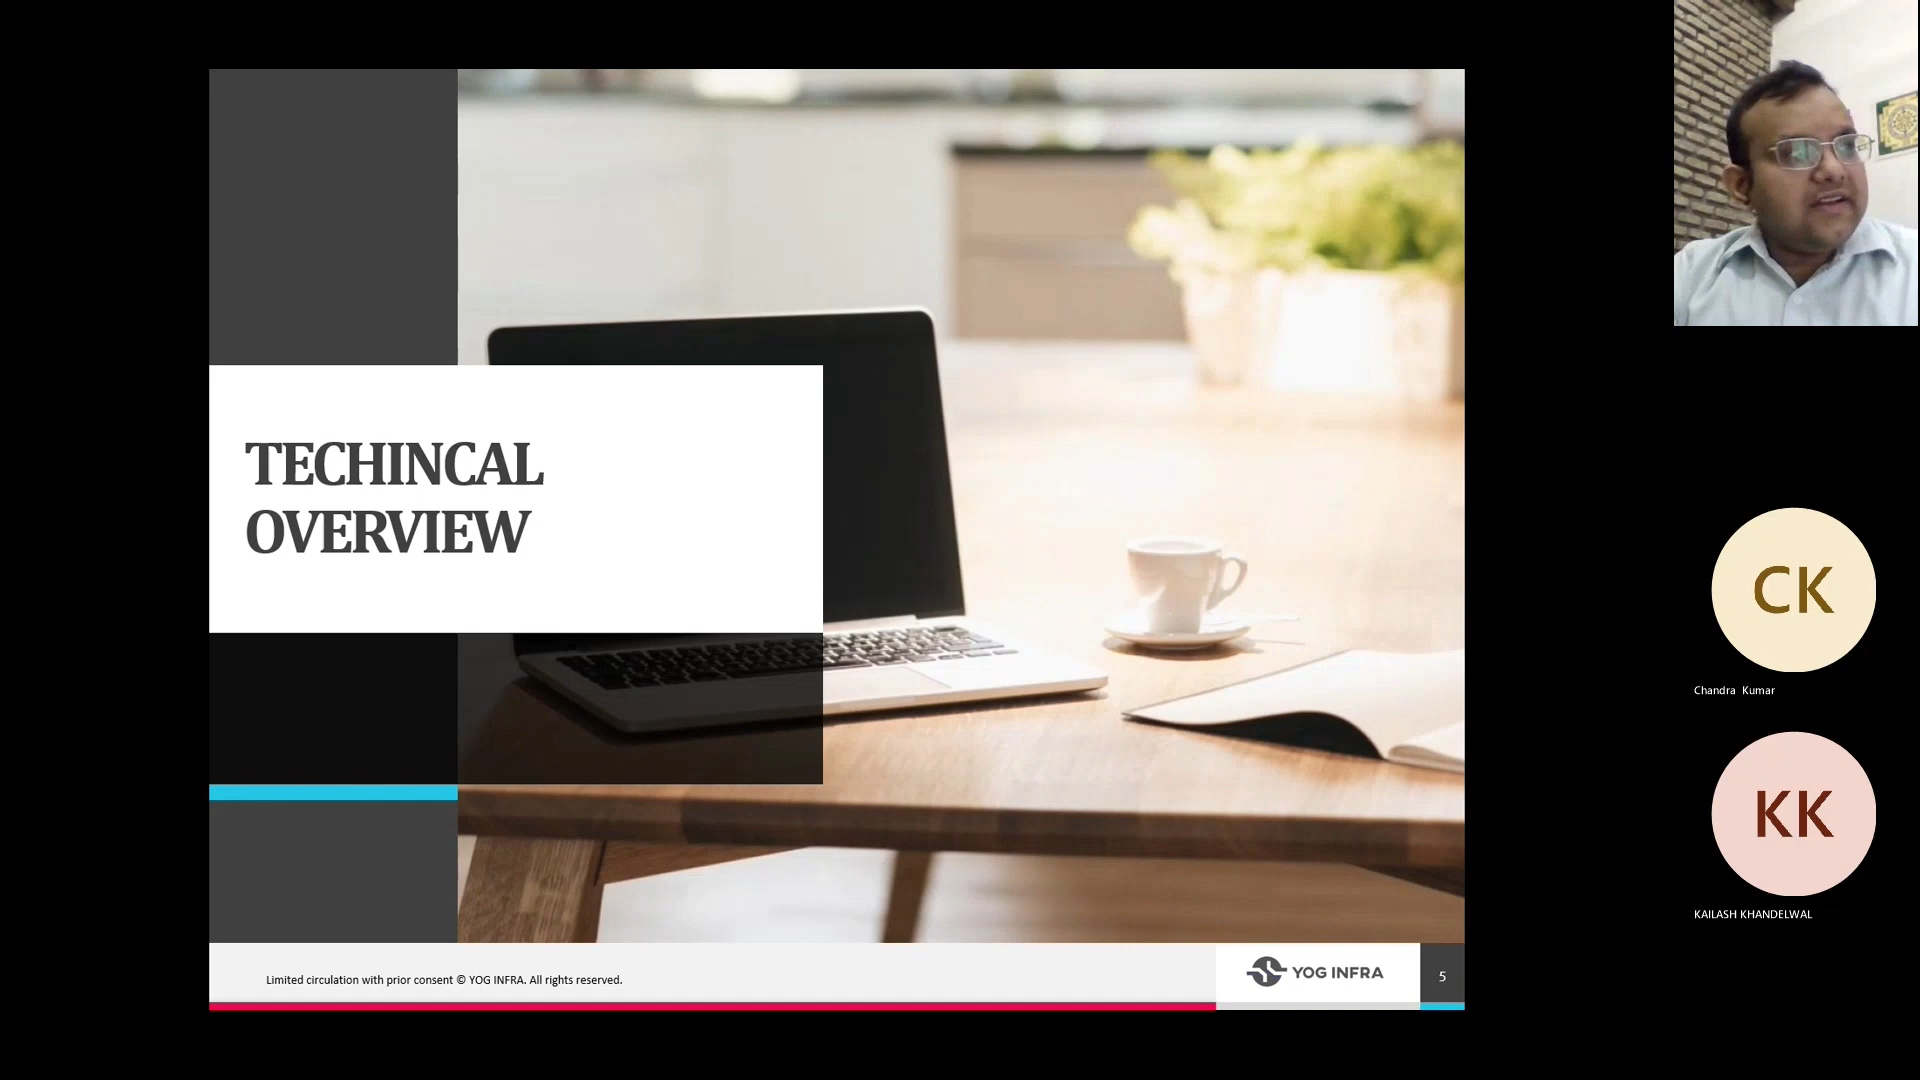 TECHINCAL
OVERVIEW
Limited circulation with prior consent © YOG INFRA. All rights reserved.
YOG INFRA
5
CK
Chandra Kumar
KK
KAILASH KHANDELWAL